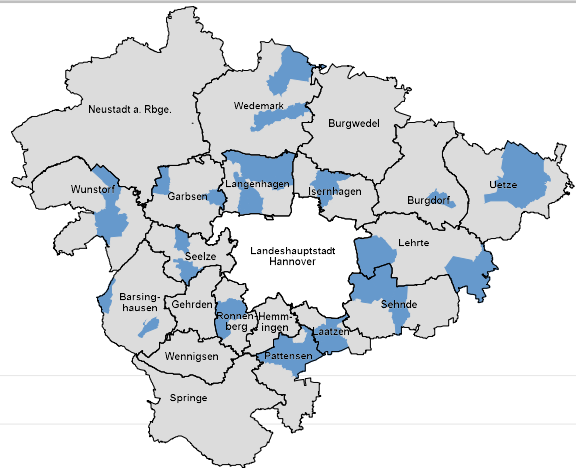 Neustadt a. Rbge.
Wedemark
Burgwedel
Wunstorf
Garbsen
Langenhagen
Isernhagen
Burgdorf
Uetze
Seelze
Landeshauptstadt
Hannover
Lehrte
Barsing-
hausen
Gehrden
Ronnen-
berg
Hemm-
ingen
Laatzen
Sehnde
Wennigsen
Pattensen
Springe